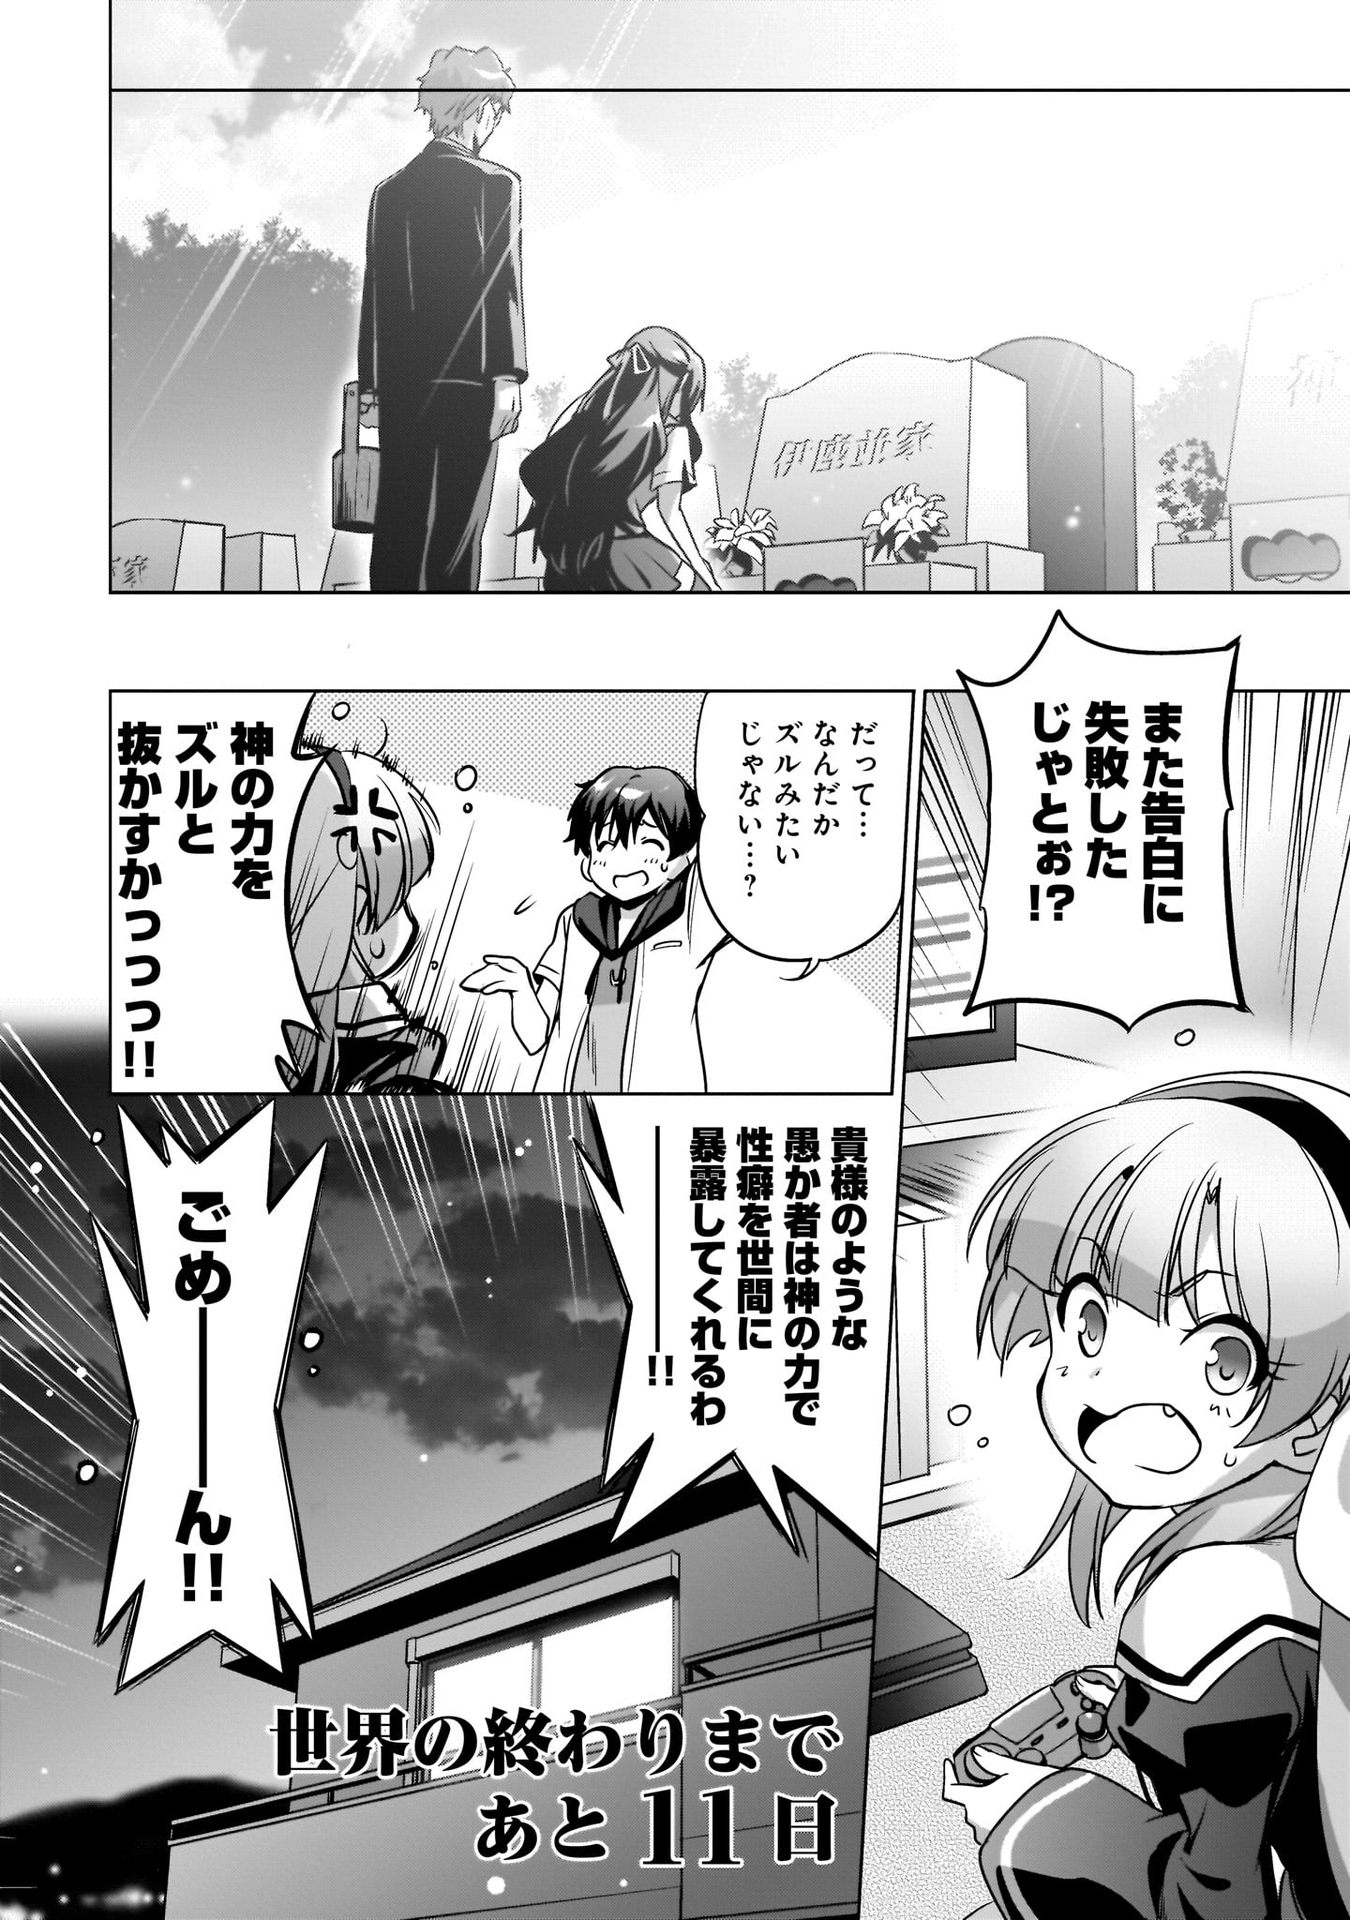 伊座並家
また告白に
失敗した
じゃとぉ!?
だって…
なんだか
ズルみたい
じゃない…?
神の力を
ズルと
抜かすかっっっ!!
貴様のような
愚か者は神の力で
性癖を世間に
暴露してくれるわ
――!!
ごめ――ん!!
世界の終わりまで
あと11日